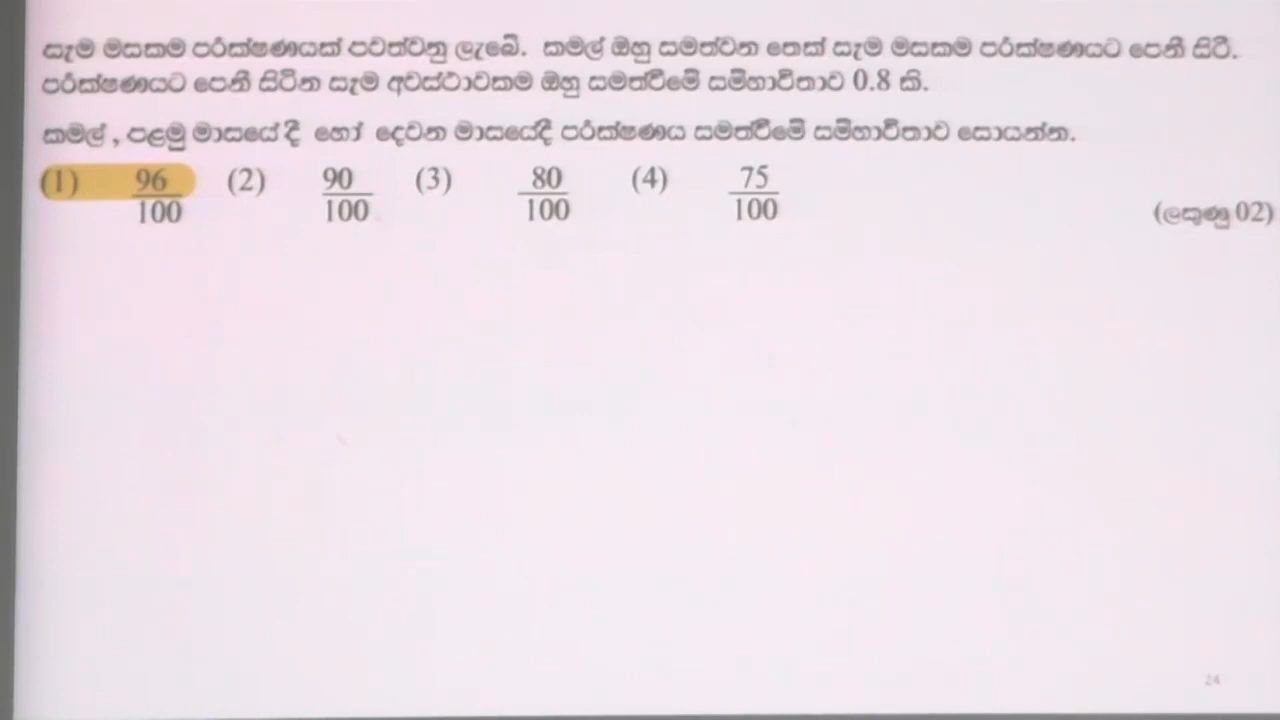 සෑම මසකම පරීක්ෂණයක් පවත්වනු ලැබේ. කමල් ඔහු සමත්වන තෙක් සෑම මසකම පරීක්ෂණයට පෙනී සිටී.
පරීක්ෂණයට පෙනී සිටින සෑම අවස්ථාවකම ඔහු සමත්වීමේ සම්භාවිතාව 0.8 කි.
කමල් , පළමු මාසයේ දී හෝ දෙවන මාසයේදී පරීක්ෂණය සමත්වීමේ සම්භාවිතාව සොයන්න.
(1) 96 (2) 90 (3) 80 (4) 75
100 100 100 100
(ලකුණු 02)
24